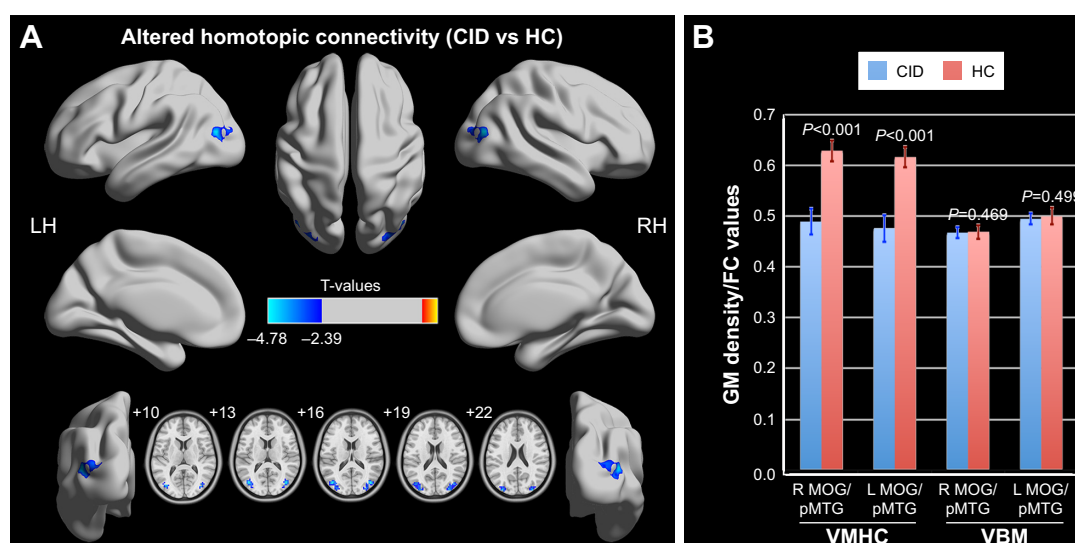 A
Altered homotopic connectivity (CID vs HC)
LH
RH
T-values
–4.78
–2.39
+10
+13
+16
+19
+22
B
CID
HC
GM density/FC values
0.7
0.6
0.5
0.4
0.3
0.2
0.1
0.0
P<0.001
P<0.001
P=0.469
P=0.499
R MOG/
pMTG
L MOG/
pMTG
R MOG/
pMTG
L MOG/
pMTG
VMHC
VBM